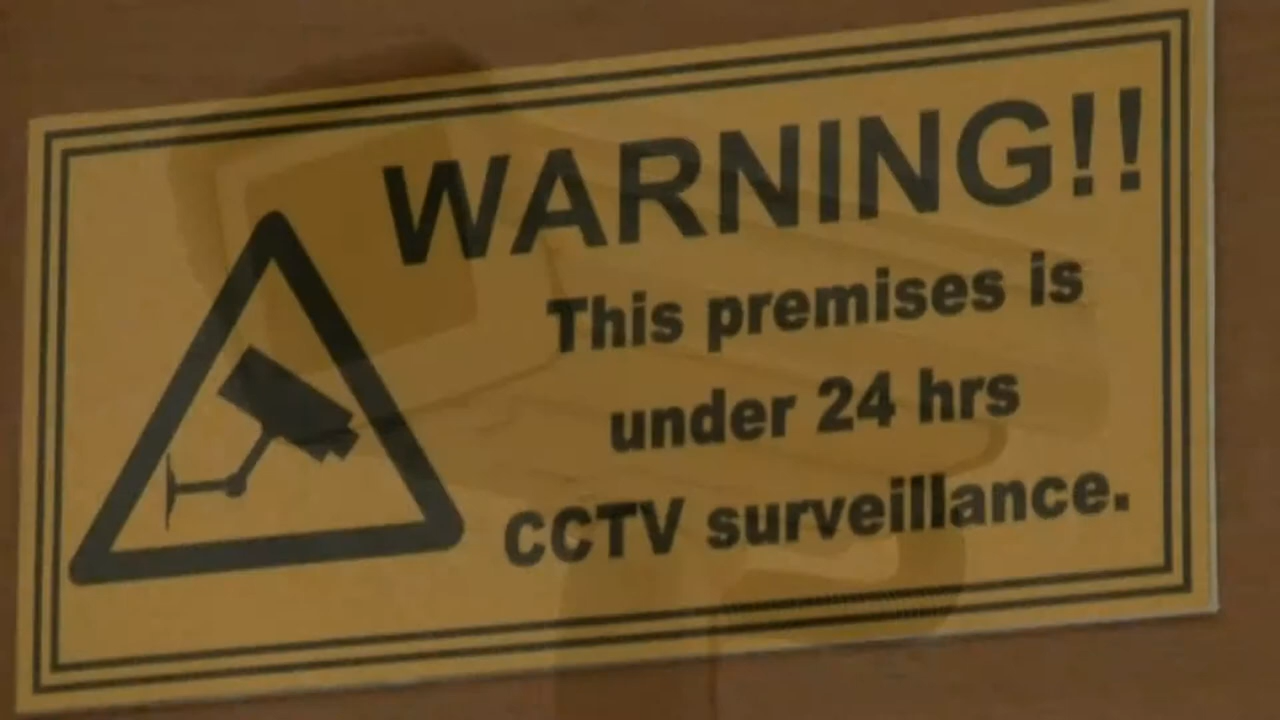 WARNING!!
This premises is
under 24 hrs
CCTV surveillance.